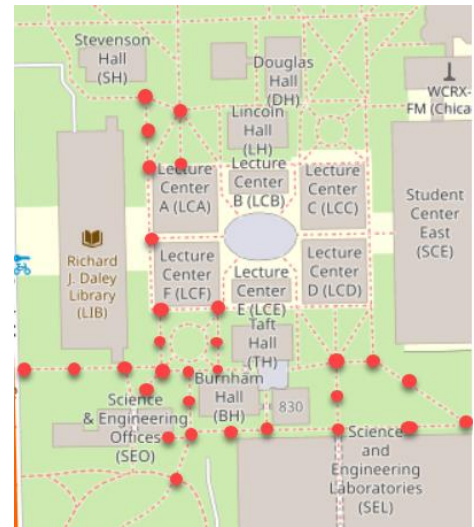 Stevenson
Hall
(SH)
Douglas
Hall
(DH)
WCRX-
FM (Chica
Lincoln
Hall
(LH)
Lecture
Center
A (LCA)
Lecture
Center
B (LCB)
Lecture
Center
C (LCC)
Student
Center
East
(SCE)
Richard
J. Daley
Library
(LIB)
Lecture
Center
F (LCF)
Lecture
Center
E (LCE)
Lecture
Center
D (LCD)
Taft
Hall
(TH)
Burnham
Hall
(BH)
830
Science
& Engineering
Offices
(SEO)
Science
and
Engineering
Laboratories
(SEL)